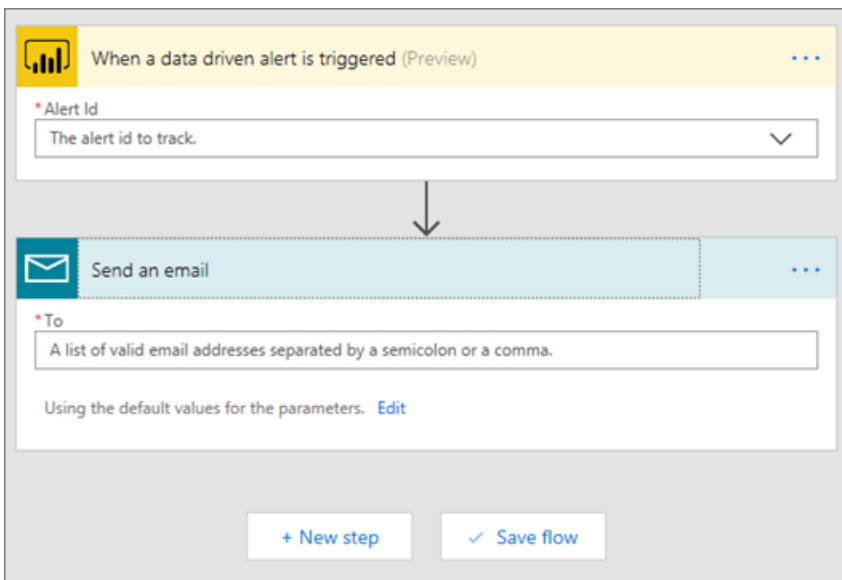 When a data driven alert is triggered (Preview)
* Alert Id
The alert id to track.
Send an email
* To
A list of valid email addresses separated by a semicolon or a comma.
Using the default values for the parameters. Edit
+ New step
Save flow